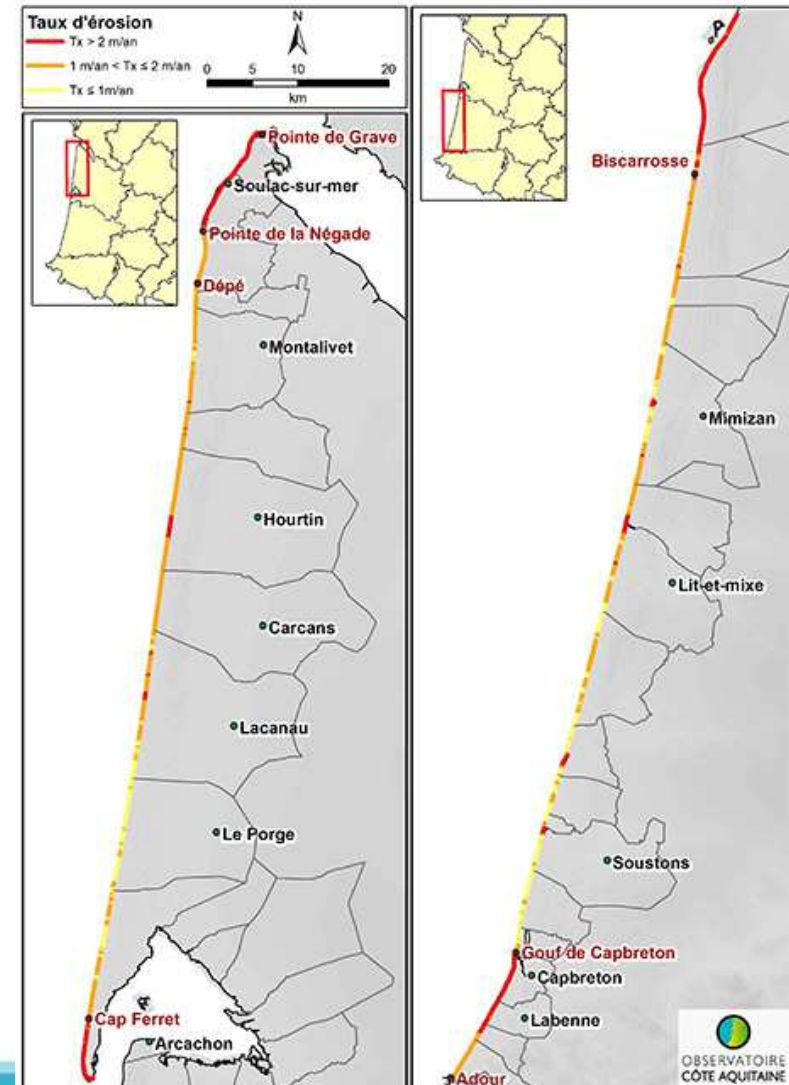 Taux d'érosion
Tx > 2 m/an
1 m/an < Tx ≤ 2 m/an
Tx ≤ 1m/an
N
0 5 10 20
km
Pointe de Grave
Soulac-sur-mer
Pointe de la Négade
Dépé
Montalivet
Hourtin
Carcans
Lacanau
Le Porge
Cap Ferret
Arcachon
Biscarrosse
Mimizan
Lit-et-mixe
Soustons
Gouf de Capbreton
Capbreton
Labenne
Adour
OBSERVATOIRE
CÔTE AQUITAINE